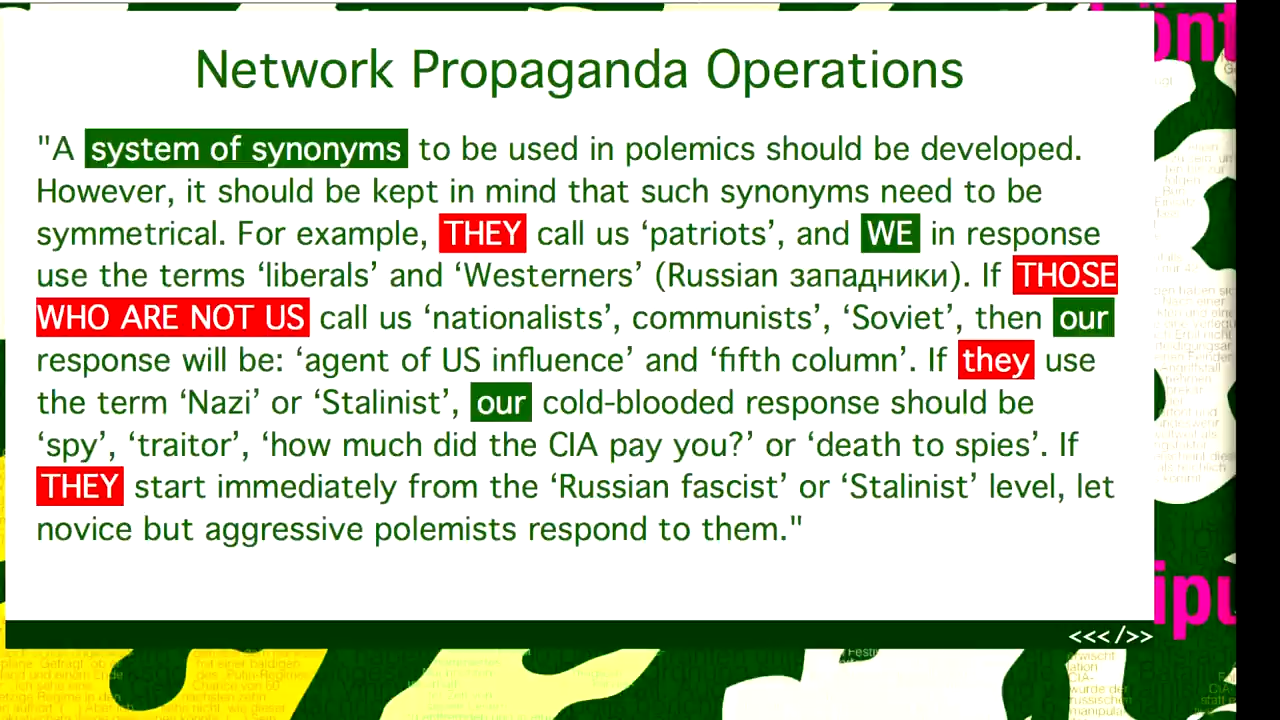 Network Propaganda Operations
"A system of synonyms to be used in polemics should be developed.
However, it should be kept in mind that such synonyms need to be
symmetrical. For example, THEY call us ‘patriots’, and WE in response
use the terms ‘liberals’ and ‘Westerners’ (Russian западники). If THOSE
WHO ARE NOT US call us ‘nationalists’, communists’, ‘Soviet’, then our
response will be: ‘agent of US influence’ and ‘fifth column’. If they use
the term ‘Nazi’ or ‘Stalinist’, our cold-blooded response should be
‘spy’, ‘traitor’, ‘how much did the CIA pay you?’ or ‘death to spies’. If
THEY start immediately from the ‘Russian fascist’ or ‘Stalinist’ level, let
novice but aggressive polemists respond to them."
<<</>>